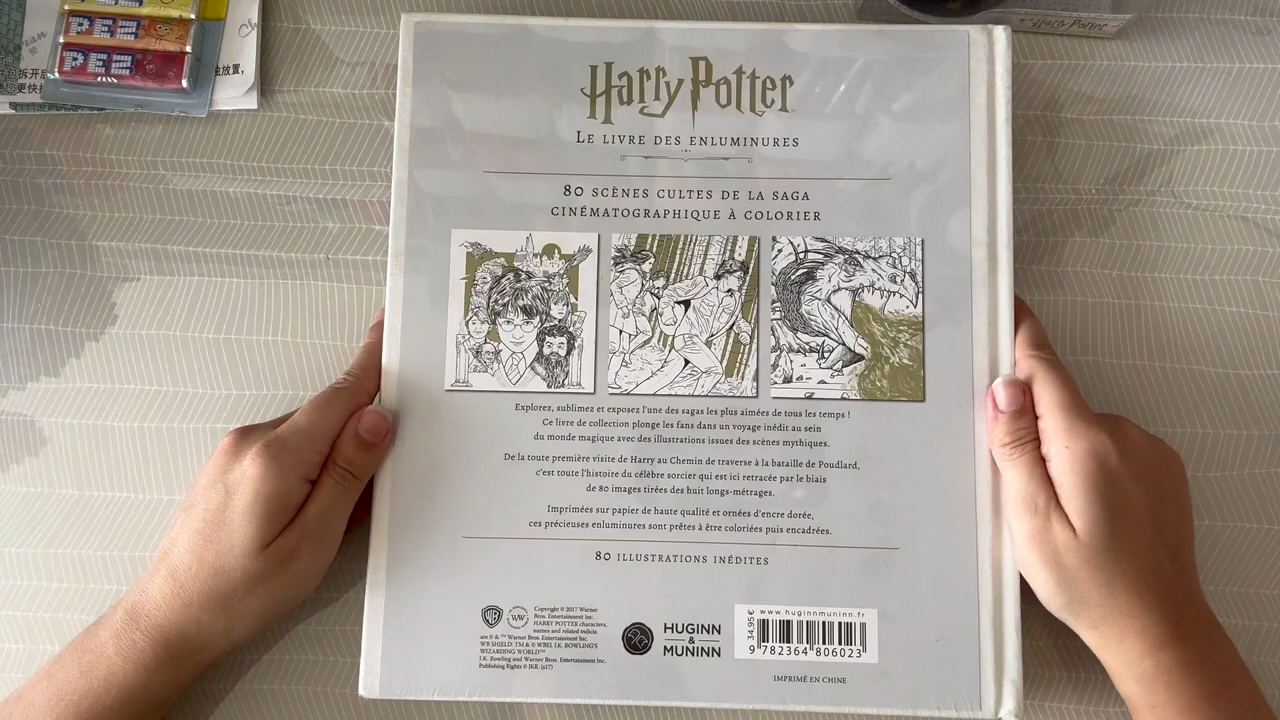 PEZ
PEZ
放置,
Harry Potter
Harry Potter
LE LIVRE DES ENLUMINURES
80 SCÈNES CULTES DE LA SAGA
CINÉMATOGRAPHIQUE À COLORIER
Explorez, sublimez et exposez l'une des sagas les plus aimées de tous les temps !
Ce livre de collection plonge les fans dans un voyage inédit au sein
du monde magique avec des illustrations issues des scènes mythiques.
De la toute première visite de Harry au Chemin de traverse à la bataille de Poudlard,
c'est toute l'histoire du célèbre sorcier qui est ici retracée par le biais
de 80 images tirées des huit longs-métrages.
Imprimées sur papier de haute qualité et ornées d'encre dorée,
ces précieuses enluminures sont prêtes à être coloriées puis encadrées.
80 ILLUSTRATIONS INÉDITES
WB
WW
Copyright © 2017 Warner
Bros. Entertainment Inc.
HARRY POTTER characters,
names and related indicia
are © & ™ Warner Bros. Entertainment Inc.
WB SHIELD: TM & © WBEI. J.K. ROWLING'S
WIZARDING WORLD™
J.K. Rowling and Warner Bros. Entertainment Inc.
Publishing Rights © JKR. (s17)
HUGINN
&
MUNINN
www.huginnmuninn.fr
34,95 €
9 782364 806023
IMPRIMÉ EN CHINE